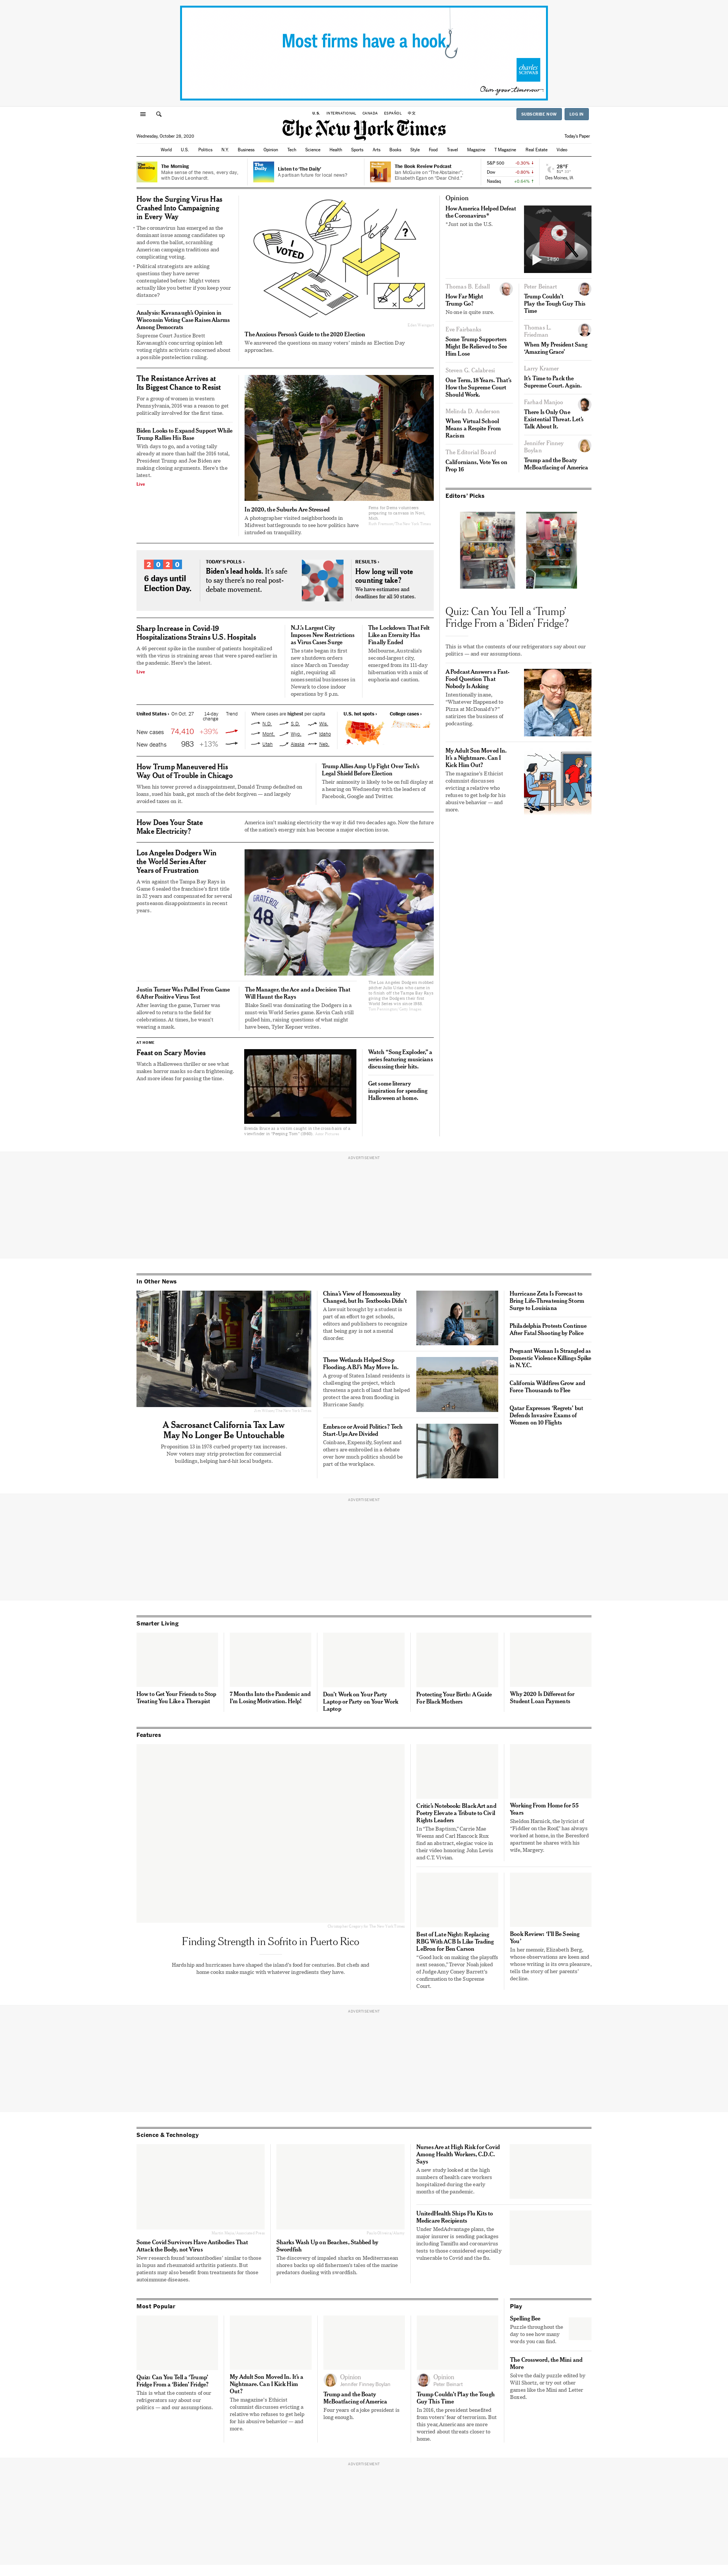 Most firms have a hook.
charles
SCHWAB
Own your tomorrow.
U.S.
INTERNATIONAL
CANADA
ESPAÑOL
中文
SUBSCRIBE NOW
LOG IN
The New York Times
Wednesday, October 28, 2020
Today's Paper
World U.S. Politics N.Y. Business Opinion Tech Science Health Sports Arts Books Style Food Travel Magazine T Magazine Real Estate Video
The Morning
Make sense of the news, every day,
with David Leonhardt.
Listen to 'The Daily'
A partisan future for local news?
The Book Review Podcast
Ian McGuire on "The Abstainer";
Elisabeth Egan on "Dear Child."
S&P 500 -0.30% ↓
Dow -0.80% ↓
Nasdaq +0.64% ↑
28°F
Des Moines, IA
How the Surging Virus Has
Crashed Into Campaigning
in Every Way
• The coronavirus has emerged as the
dominant issue among candidates up
and down the ballot, scrambling
American campaign traditions and
complicating voting.
• Political strategists are asking
questions they have never
contemplated before: Might voters
actually like you better if you keep your
distance?
Analysis: Kavanaugh's Opinion in
Wisconsin Voting Case Raises Alarms
Among Democrats
Supreme Court Justice Brett
Kavanaugh's concurring opinion left
voting rights activists concerned about
a possible postelection ruling.
I VOTED
The Anxious Person's Guide to the 2020 Election
We answered the questions on many voters' minds as Election Day
approaches.
The Resistance Arrives at
Its Biggest Chance to Resist
For a group of women in western
Pennsylvania, 2016 was a reason to get
politically involved for the first time.
Biden Looks to Expand Support While
Trump Rallies His Base
With days to go, and a voting tally
already at more than half the 2016 total,
President Trump and Joe Biden are
making closing arguments. Here's the
latest.
Live
In 2020, the Suburbs Are Stressed
A photographer visited neighborhoods in
Midwest battlegrounds to see how politics have
intruded on tranquility.
2020
6 days until
Election Day.
TODAY'S POLLS ›
Biden's lead holds. It's safe
to say there's no real post-
debate movement.
RESULTS ›
How long will vote
counting take?
We have estimates and
deadlines for all 50 states.
Sharp Increase in Covid-19
Hospitalizations Strains U.S. Hospitals
A 46 percent spike in the number of patients hospitalized
with the virus is straining areas that were spared earlier in
the pandemic. Here's the latest.
Live
N.J.'s Largest City
Imposes New Restrictions
as Virus Cases Surge
The state began its first
new shutdown orders
since March on Tuesday
night, requiring all
nonessential businesses in
Newark to close indoor
operations by 8 p.m.
The Lockdown That Felt
Like an Eternity Has
Finally Ended
Melbourne, Australia's
second-largest city,
emerged from its 111-day
hibernation with a mix of
euphoria and caution.
United States › On Oct. 27 14-day
change Trend
New cases 74,410 +39%
New deaths 983 +13%
Where cases are highest per capita
N.D. S.D. Wis.
Mont. Wyo. Idaho
Utah Alaska Neb.
U.S. hot spots ›
College cases ›
How Trump Maneuvered His
Way Out of Trouble in Chicago
When his tower proved a disappointment, Donald Trump defaulted on
loans, sued his bank, got much of the debt forgiven — and largely
avoided taxes on it.
Trump Allies Amp Up Fight Over Tech's
Legal Shield Before Election
Their animosity is likely to be on full display at
a hearing on Wednesday with the leaders of
Facebook, Google and Twitter.
How Does Your State
Make Electricity?
America isn't making electricity the way it did two decades ago. Now the future
of the nation's energy mix has become a major election issue.
Los Angeles Dodgers Win
the World Series After
Years of Frustration
A win against the Tampa Bay Rays in
Game 6 sealed the franchise's first title
in 32 years and compensated for several
postseason disappointments in recent
years.
GRATEROL
48
17
Justin Turner Was Pulled From Game
6 After Positive Virus Test
After leaving the game, Turner was
allowed to return to the field for
celebrations. At times, he wasn't
wearing a mask.
The Manager, the Ace and a Decision That
Will Haunt the Rays
Blake Snell was dominating the Dodgers in a
must-win World Series game. Kevin Cash still
pulled him, raising questions of what might
have been, Tyler Kepner writes.
AT HOME
Feast on Scary Movies
Watch a Halloween thriller or see what
makes horror masks so darn frightening.
And more ideas for passing the time.
Watch "Song Exploder," a
series featuring musicians
discussing their hits.
Get some literary
inspiration for spending
Halloween at home.
Opinion
How America Helped Defeat
the Coronavirus*
*Just not in the U.S.
Thomas B. Edsall
How Far Might
Trump Go?
No one is quite sure.
Eve Fairbanks
Some Trump Supporters
Might Be Relieved to See
Him Lose
Steven G. Calabresi
One Term, 18 Years. That's
How the Supreme Court
Should Work.
Melinda D. Anderson
When Virtual School
Means a Respite From
Racism
The Editorial Board
Californians, Vote Yes on
Prop 16
Peter Beinart
Trump Couldn't
Play the Tough Guy This
Time
Thomas L.
Friedman
When My President Sang
'Amazing Grace'
Larry Kramer
It's Time to Pack the
Supreme Court. Again.
Farhad Manjoo
There Is Only One
Existential Threat. Let's
Talk About It.
Jennifer Finney
Boylan
Trump and the Boaty
McBoatfacing of America
Editors' Picks
Quiz: Can You Tell a 'Trump'
Fridge From a 'Biden' Fridge?
This is what the contents of our refrigerators say about our
politics — and our assumptions.
A Podcast Answers a Fast-
Food Question That
Nobody Is Asking
Intentionally inane,
"Whatever Happened to
Pizza at McDonald's?"
satirizes the business of
podcasting.
My Adult Son Moved In.
It's a Nightmare. Can I
Kick Him Out?
The magazine's Ethicist
columnist discusses
evicting a relative who
refuses to get help for his
abusive behavior — and
more.
ADVERTISEMENT
In Other News
A Sacrosanct California Tax Law
May No Longer Be Untouchable
Proposition 13 in 1978 curbed property tax increases.
Now voters may strip protection for commercial
buildings, helping hard-hit local budgets.
China's View of Homosexuality
Changed, but Its Textbooks Didn't
A lawsuit brought by a student is
part of an effort to get schools,
editors and publishers to recognize
that being gay is not a mental
disorder.
These Wetlands Helped Stop
Flooding. A BJ's May Move In.
A group of Staten Island residents is
challenging the project, which
threatens a patch of land that helped
protect the area from flooding in
Hurricane Sandy.
Embrace or Avoid Politics? Tech
Start-Ups Are Divided
Coinbase, Expensify, Soylent and
others are embroiled in a debate
over how much politics should be
part of the workplace.
Hurricane Zeta Is Forecast to
Bring Life-Threatening Storm
Surge to Louisiana
Philadelphia Protests Continue
After Fatal Shooting by Police
Pregnant Woman Is Strangled as
Domestic Violence Killings Spike
in N.Y.C.
California Wildfires Grow and
Force Thousands to Flee
Qatar Expresses 'Regrets' but
Defends Invasive Exams of
Women on 10 Flights
ADVERTISEMENT
Smarter Living
How to Get Your Friends to Stop
Treating You Like a Therapist
7 Months Into the Pandemic and
I'm Losing Motivation. Help!
Don't Work on Your Party
Laptop or Party on Your Work
Laptop
Protecting Your Birth: A Guide
For Black Mothers
Why 2020 Is Different for
Student Loan Payments
Features
Finding Strength in Sofrito in Puerto Rico
Hardship and hurricanes have shaped the island's food for centuries. But chefs and
home cooks make magic with whatever ingredients they have.
Critic's Notebook: Black Art and
Poetry Elevate a Tribute to Civil
Rights Leaders
In "The Baptism," Carrie Mae
Weems and Carl Hancock Rux
find an abstract, elegiac voice in
their video honoring John Lewis
and C.T. Vivian.
Working From Home for 55
Years
Sheldon Harnick, the lyricist of
"Fiddler on the Roof," has always
worked at home, in the Beresford
apartment he shares with his
wife, Margery.
Best of Late Night: Replacing
RBG With ACB Is Like Trading
LeBron for Ben Carson
"Good luck on making the playoffs
next season," Trevor Noah joked
of Judge Amy Coney Barrett's
confirmation to the Supreme
Court.
Book Review: 'I'll Be Seeing
You'
In her memoir, Elizabeth Berg,
whose observations are keen and
whose writing is its own pleasure,
tells the story of her parents'
decline.
ADVERTISEMENT
Science & Technology
Some Covid Survivors Have Antibodies That
Attack the Body, not Virus
New research found 'autoantibodies' similar to those
in lupus and rheumatoid arthritis patients. But
patients may also benefit from treatments for those
autoimmune diseases.
Sharks Wash Up on Beaches, Stabbed by
Swordfish
The discovery of impaled sharks on Mediterranean
shores backs up old fishermen's tales of the marine
predators dueling with swordfish.
Nurses Are at High Risk for Covid
Among Health Workers, C.D.C.
Says
A new study looked at the high
numbers of health care workers
hospitalized during the early
months of the pandemic.
UnitedHealth Ships Flu Kits to
Medicare Recipients
Under MedAdvantage plans, the
major insurer is sending packages
including Tamiflu and coronavirus
tests to those considered especially
vulnerable to Covid and the flu.
Most Popular
Quiz: Can You Tell a 'Trump'
Fridge From a 'Biden' Fridge?
This is what the contents of our
refrigerators say about our
politics — and our assumptions.
My Adult Son Moved In. It's a
Nightmare. Can I Kick Him
Out?
The magazine's Ethicist
columnist discusses evicting a
relative who refuses to get help
for his abusive behavior — and
more.
Opinion
Jennifer Finney Boylan
Trump and the Boaty
McBoatfacing of America
Four years of a joke president is
long enough.
Opinion
Peter Beinart
Trump Couldn't Play the Tough
Guy This Time
In 2016, the president benefited
from voters' fear of terrorism. But
this year, Americans are more
worried about threats closer to
home.
Play
Spelling Bee
Puzzle throughout the
day to see how many
words you can find.
The Crossword, the Mini and
More
Solve the daily puzzle edited by
Will Shortz, or try out other
games like the Mini and Letter
Boxed.
ADVERTISEMENT